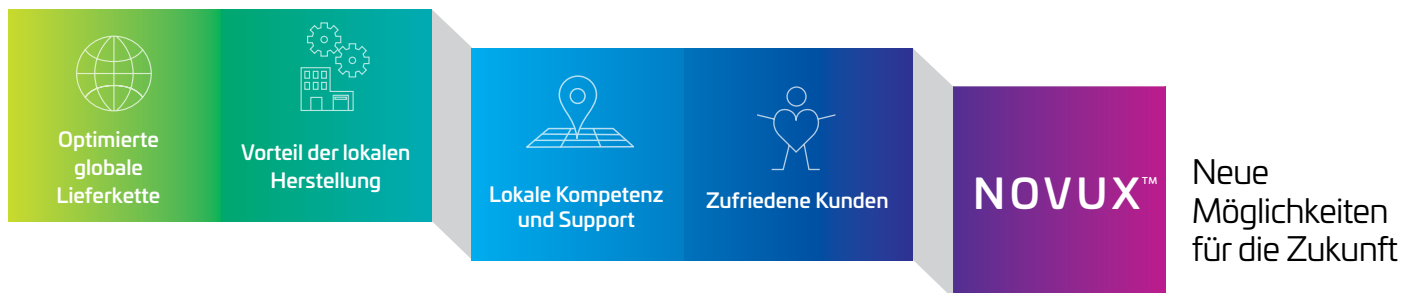 Optimierte
globale
Lieferkette
Vorteil der lokalen
Herstellung
Lokale Kompetenz
und Support
Zufriedene Kunden
NOVUX™
Neue
Möglichkeiten
für die Zukunft